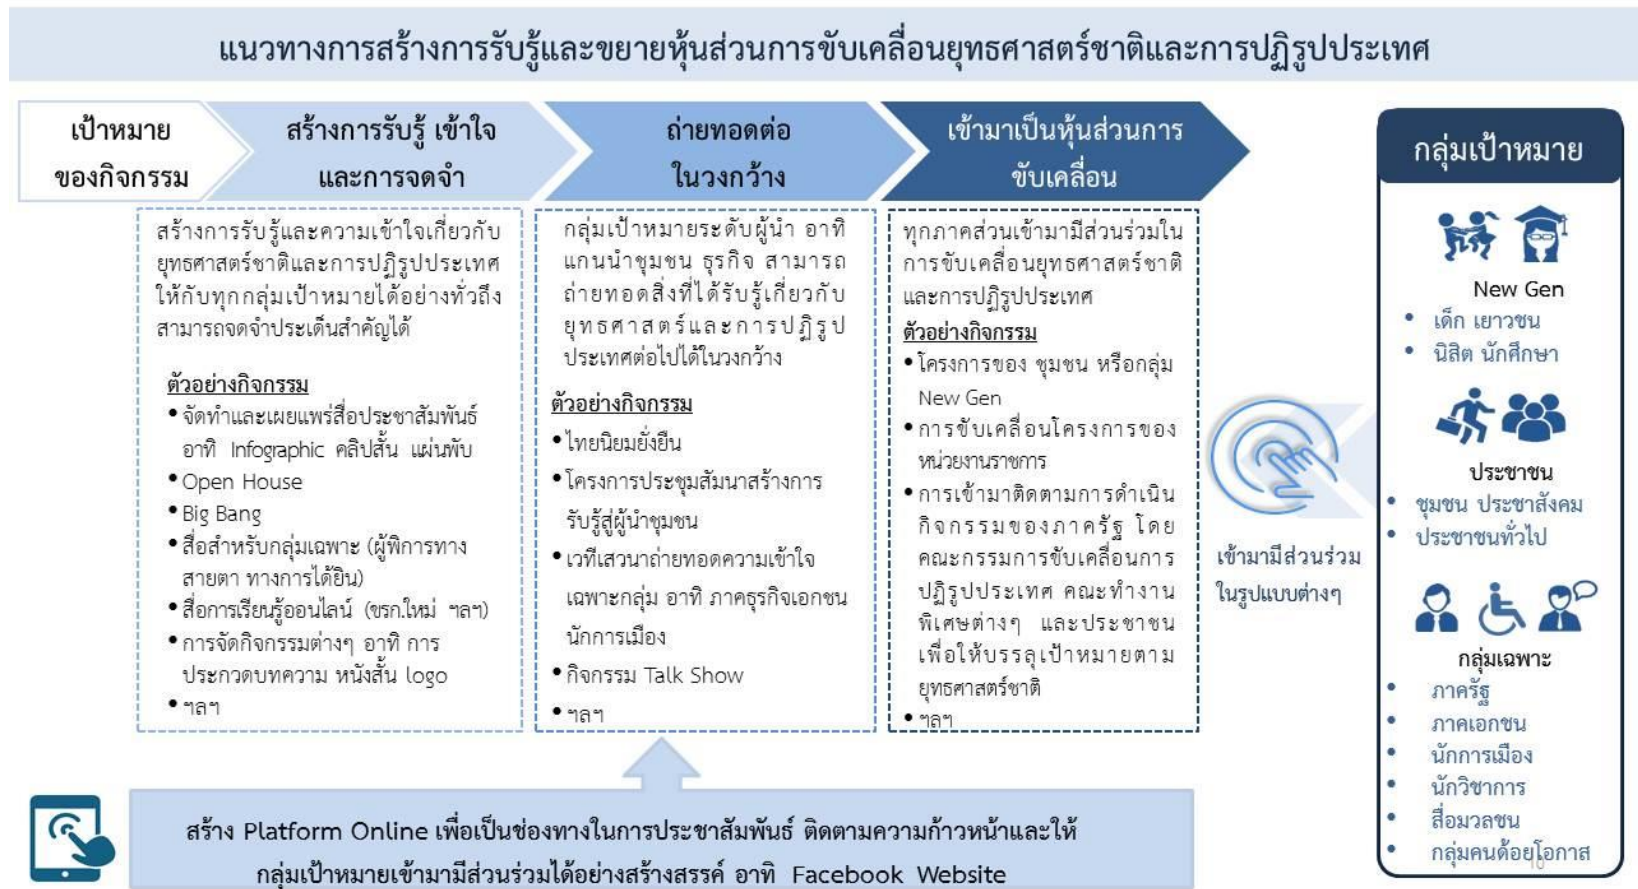 แนวทางการสร้างการรับรู้และขยายหุ้นส่วนการขับเคลื่อนยุทธศาสตร์ชาติและการปฏิรูปประเทศ
เป้าหมาย
ของกิจกรรม
สร้างการรับรู้ เข้าใจ
และการจดจำ
ถ่ายทอดต่อ
ในวงกว้าง
เข้ามาเป็นหุ้นส่วนการ
ขับเคลื่อน
สร้างการรับรู้และความเข้าใจเกี่ยวกับ
ยุทธศาสตร์ชาติและการปฏิรูปประเทศ
ให้กับทุกกลุ่มเป้าหมายได้อย่างทั่วถึง
สามารถจดจำประเด็นสำคัญได้
ตัวอย่างกิจกรรม
•จัดทำและเผยแพร่สื่อประชาสัมพันธ์
อาทิ Infographic คลิปสั้น แผ่นพับ
•Open House
•Big Bang
•สื่อสำหรับกลุ่มเฉพาะ (ผู้พิการทาง
สายตา ทางการได้ยิน)
•สื่อการเรียนรู้ออนไลน์ (ขรก.ใหม่ ฯลฯ)
•การจัดกิจกรรมต่างๆ อาทิ การ
ประกวดบทความ หนังสั้น logo
•ฯลฯ
กลุ่มเป้าหมายระดับผู้นำ อาทิ
แกนนำชุมชน ธุรกิจ สามารถ
ถ่ายทอดสิ่งที่ได้รับรู้เกี่ยวกับ
ยุทธศาสตร์และการปฏิรูป
ประเทศต่อไปได้ในวงกว้าง
ตัวอย่างกิจกรรม
•ไทยนิยมยั่งยืน
•โครงการประชุมสัมนาสร้างการ
รับรู้สู่ผู้นำชุมชน
•เวทีเสวนาถ่ายทอดความเข้าใจ
เฉพาะกลุ่ม อาทิ ภาคธุรกิจเอกชน
นักการเมือง
•กิจกรรม Talk Show
•ฯลฯ
ทุกภาคส่วนเข้ามามีส่วนร่วมใน
การขับเคลื่อนยุทธศาสตร์ชาติ
และการปฏิรูปประเทศ
ตัวอย่างกิจกรรม
•โครงการของ ชุมชน หรือกลุ่ม
New Gen
•การขับเคลื่อนโครงการของ
หน่วยงานราชการ
•การเข้ามาติดตามการดำเนิน
กิจกรรมของภาครัฐ โดย
คณะกรรมการขับเคลื่อนการ
ปฏิรูปประเทศ คณะทำงาน
พิเศษต่างๆ และประชาชน
เพื่อให้บรรลุเป้าหมายตาม
ยุทธศาสตร์ชาติ
•ฯลฯ
เข้ามามีส่วนร่วม
ในรูปแบบต่างๆ
กลุ่มเป้าหมาย
New Gen
• เด็ก เยาวชน
• นิสิต นักศึกษา
ประชาชน
• ชุมชน ประชาสังคม
• ประชาชนทั่วไป
กลุ่มเฉพาะ
• ภาครัฐ
• ภาคเอกชน
• นักการเมือง
• นักวิชาการ
• สื่อมวลชน
• กลุ่มคนด้อยโอกาส
10
สร้าง Platform Online เพื่อเป็นช่องทางในการประชาสัมพันธ์ ติดตามความก้าวหน้าและให้
กลุ่มเป้าหมายเข้ามามีส่วนร่วมได้อย่างสร้างสรรค์ อาทิ Facebook Website